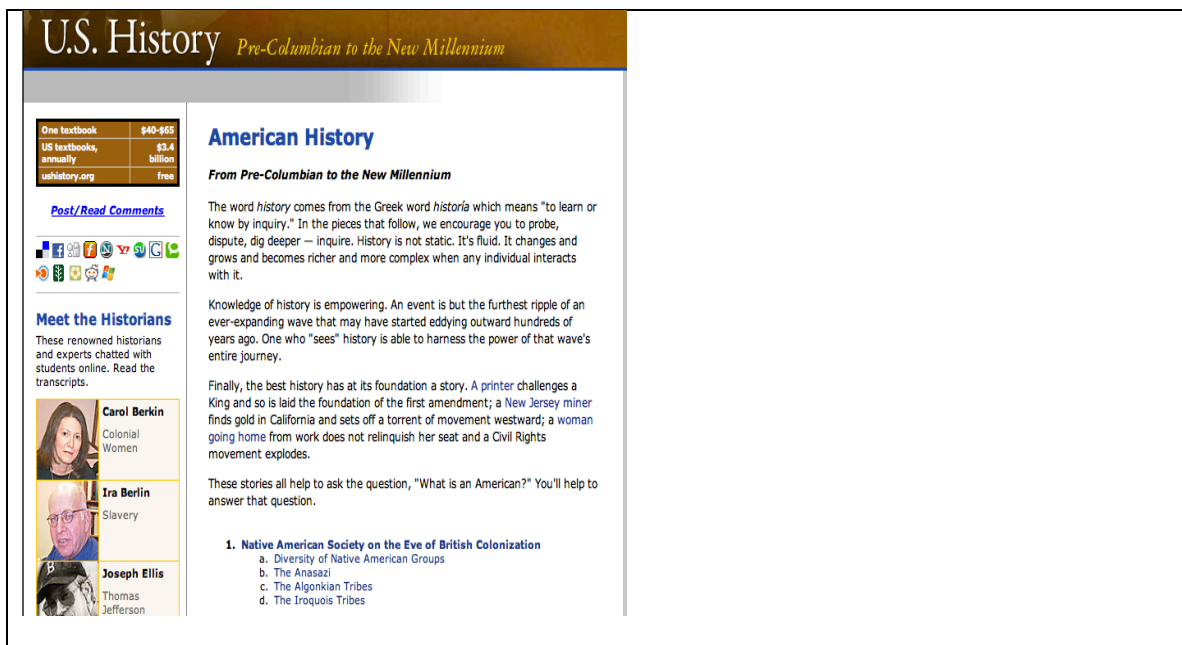 U.S. History Pre-Columbian to the New Millennium
One textbook $40-$65
US textbooks, annually $3.4 billion
ushistory.org free
Post/Read Comments
Meet the Historians
These renowned historians
and experts chatted with
students online. Read the
transcripts.
Carol Berkin
Colonial
Women
Ira Berlin
Slavery
Joseph Ellis
Thomas
Jefferson
American History
From Pre-Columbian to the New Millennium
The word history comes from the Greek word historía which means "to learn or
know by inquiry." In the pieces that follow, we encourage you to probe,
dispute, dig deeper — inquire. History is not static. It's fluid. It changes and
grows and becomes richer and more complex when any individual interacts
with it.
Knowledge of history is empowering. An event is but the furthest ripple of an
ever-expanding wave that may have started eddying outward hundreds of
years ago. One who "sees" history is able to harness the power of that wave's
entire journey.
Finally, the best history has at its foundation a story. A printer challenges a
King and so is laid the foundation of the first amendment; a New Jersey miner
finds gold in California and sets off a torrent of movement westward; a woman
going home from work does not relinquish her seat and a Civil Rights
movement explodes.
These stories all help to ask the question, "What is an American?" You'll help to
answer that question.
1. Native American Society on the Eve of British Colonization
a. Diversity of Native American Groups
b. The Anasazi
c. The Algonkian Tribes
d. The Iroquois Tribes